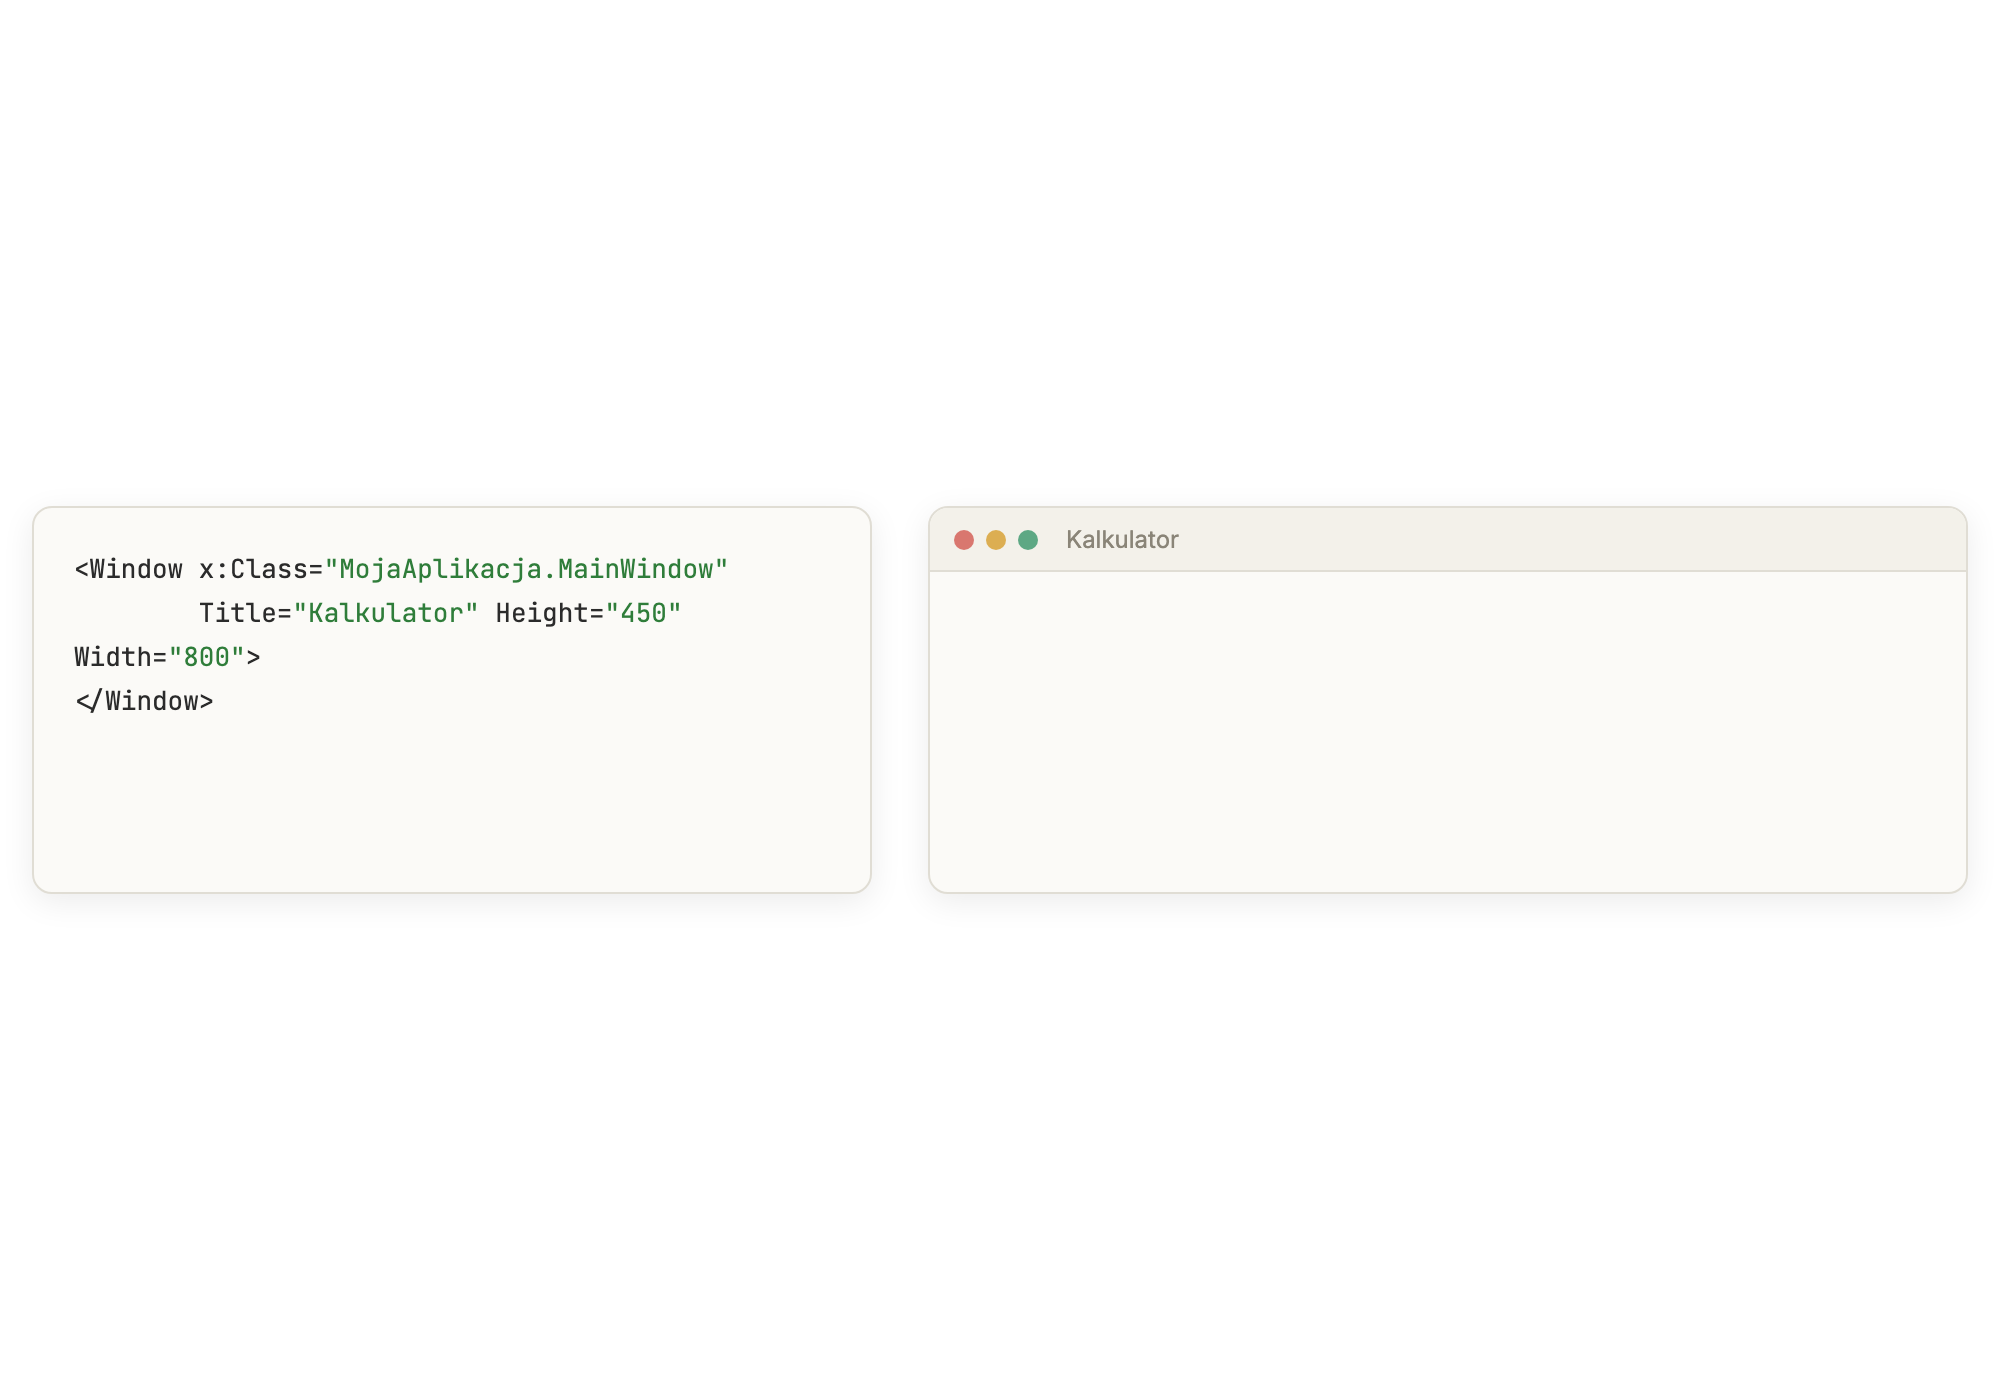 <Window x:Class="MojaAplikacja.MainWindow"
        Title="Kalkulator" Height="450"
Width="800">
</Window>
Kalkulator